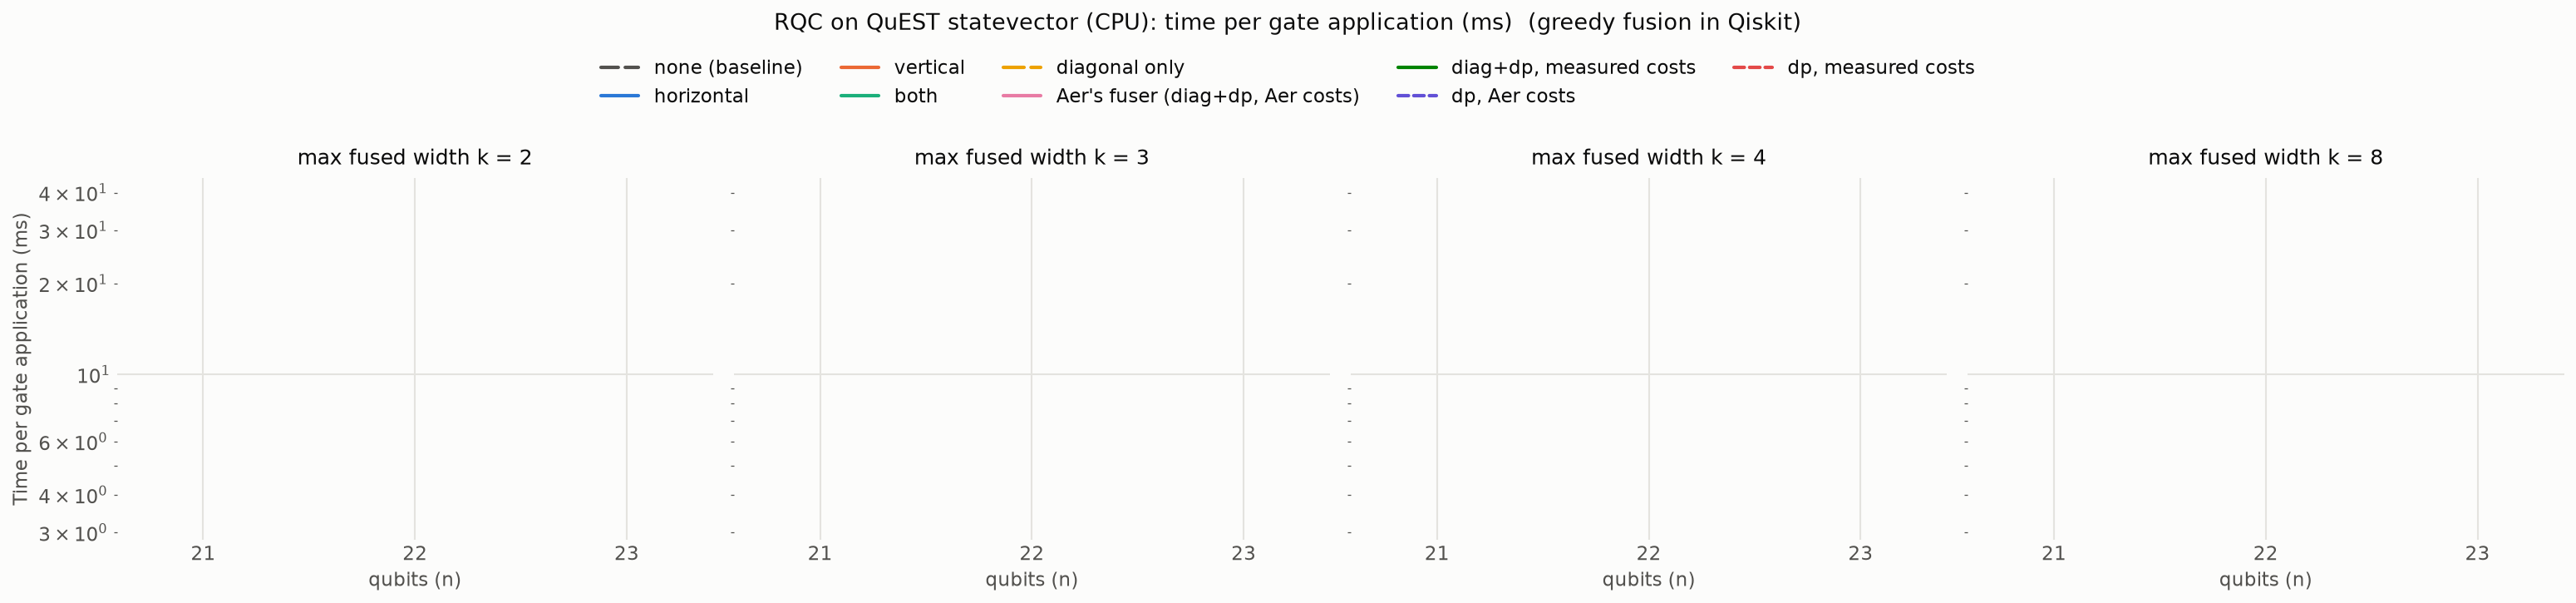 RQC on QuEST statevector (CPU): time per gate application (ms)  (greedy fusion in Qiskit)
none (baseline) vertical diagonal only diag+dp, measured costs dp, measured costs
horizontal both Aer's fuser (diag+dp, Aer costs) dp, Aer costs
max fused width k = 2 max fused width k = 3 max fused width k = 4 max fused width k = 8
Time per gate application (ms)
4 × 10¹
3 × 10¹
2 × 10¹
10¹
6 × 10⁰
4 × 10⁰
3 × 10⁰
21 22 23 21 22 23 21 22 23 21 22 23
qubits (n) qubits (n) qubits (n) qubits (n)